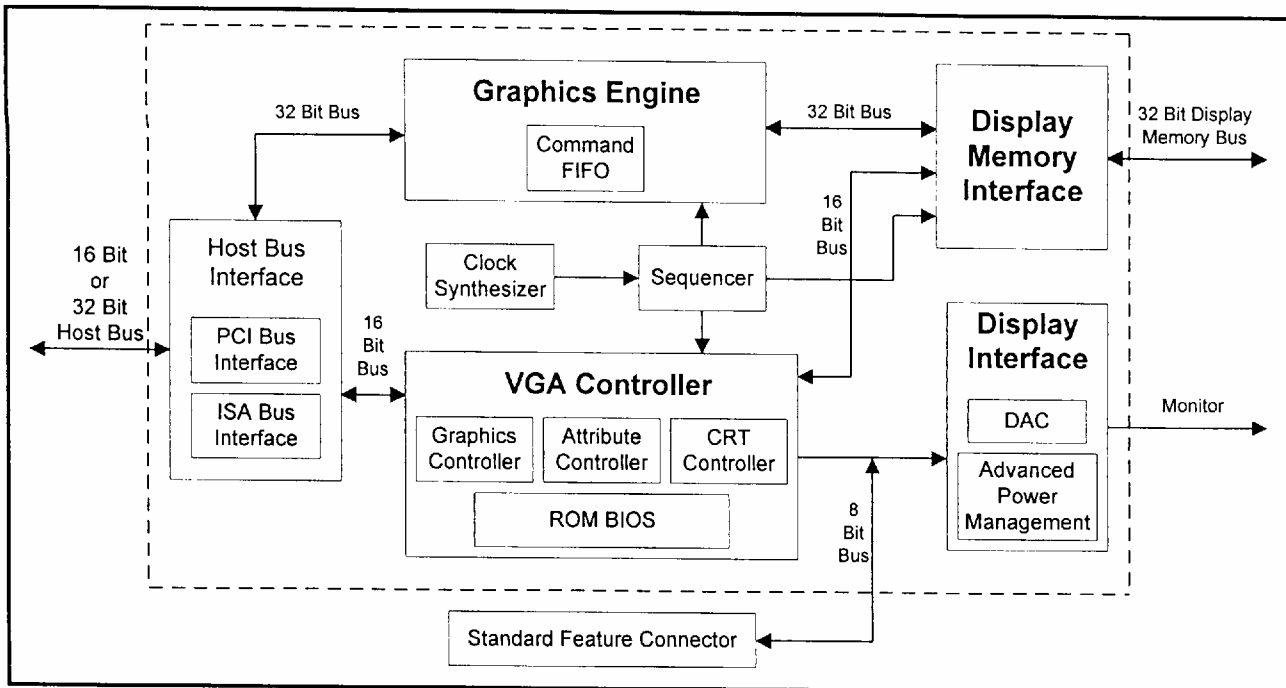 Graphics Engine
Command
FIFO
32 Bit Bus
32 Bit Bus
Display
Memory
Interface
32 Bit Display
Memory Bus
16
Bit
Bus
Host Bus
Interface
PCI Bus
Interface
ISA Bus
Interface
16 Bit
or
32 Bit
Host Bus
Clock
Synthesizer
Sequencer
16
Bit
Bus
VGA Controller
Graphics
Controller
Attribute
Controller
CRT
Controller
ROM BIOS
Display
Interface
DAC
Advanced
Power
Management
Monitor
8
Bit
Bus
Standard Feature Connector